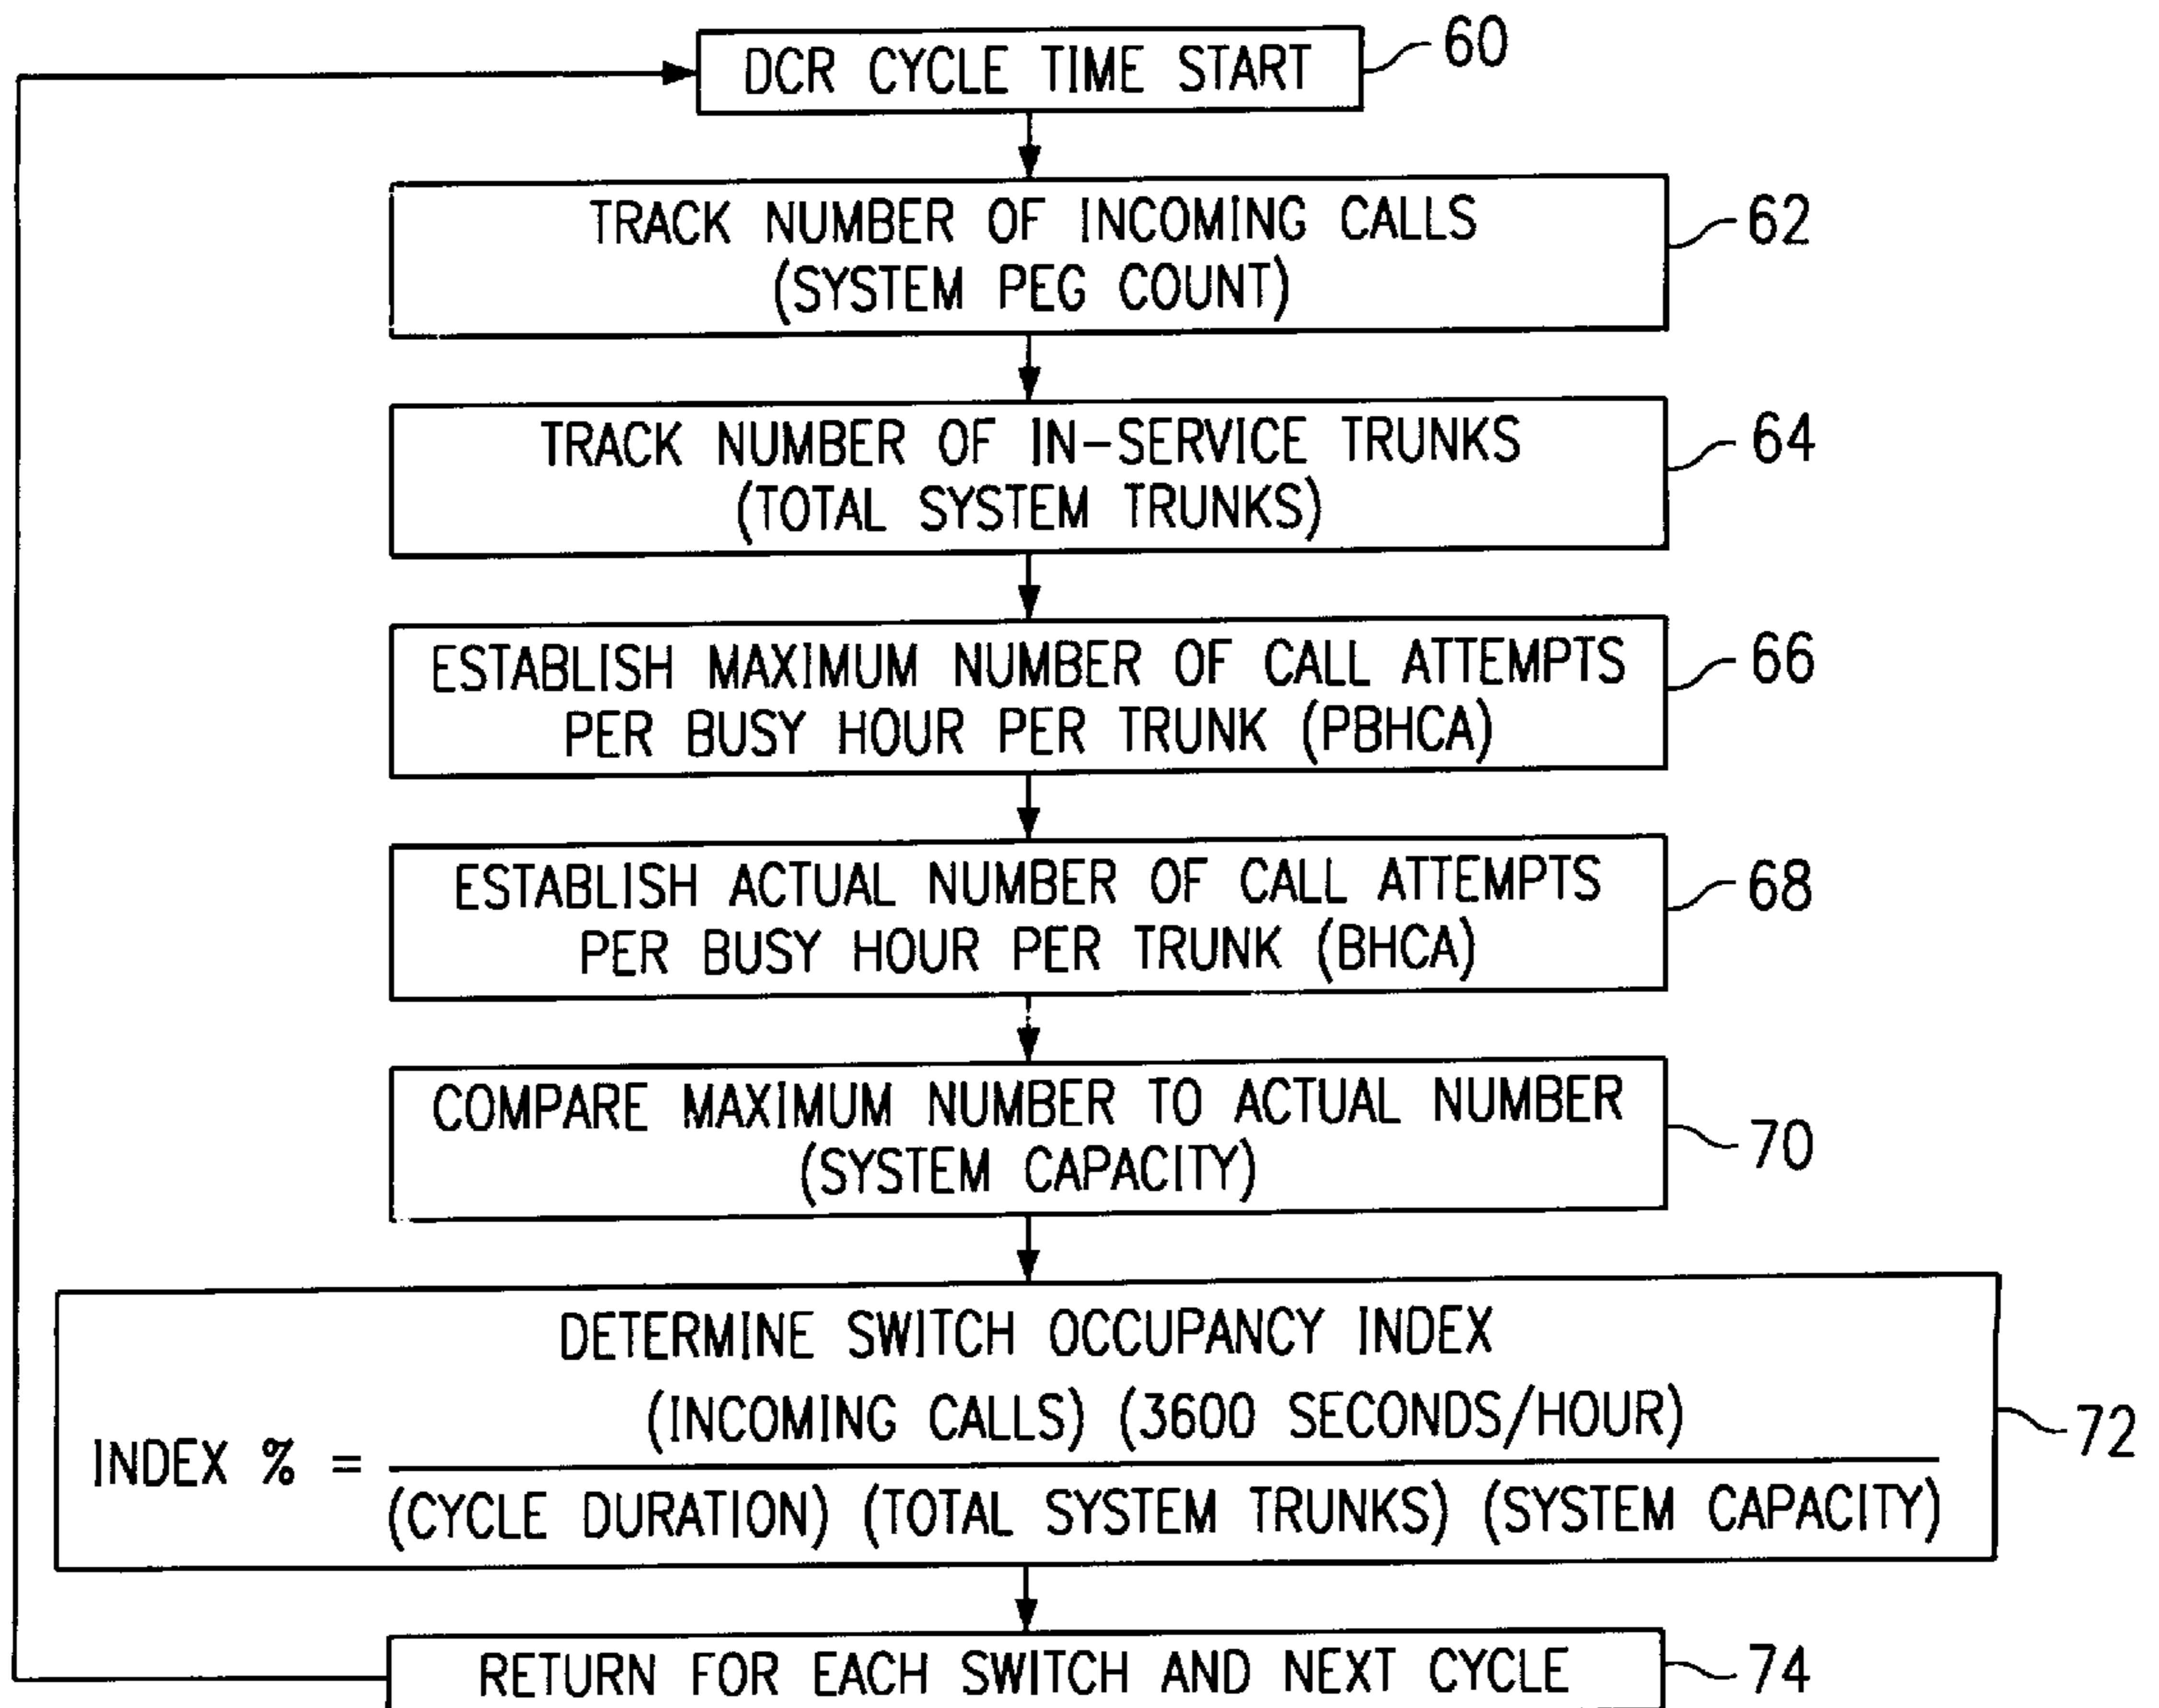 DCR CYCLE TIME START
60
TRACK NUMBER OF INCOMING CALLS
(SYSTEM PEG COUNT)
62
TRACK NUMBER OF IN-SERVICE TRUNKS
(TOTAL SYSTEM TRUNKS)
64
ESTABLISH MAXIMUM NUMBER OF CALL ATTEMPTS
PER BUSY HOUR PER TRUNK (PBHCA)
66
ESTABLISH ACTUAL NUMBER OF CALL ATTEMPTS
PER BUSY HOUR PER TRUNK (BHCA)
68
COMPARE MAXIMUM NUMBER TO ACTUAL NUMBER
(SYSTEM CAPACITY)
70
DETERMINE SWITCH OCCUPANCY INDEX
(INCOMING CALLS) (3600 SECONDS/HOUR)
INDEX % =
(CYCLE DURATION) (TOTAL SYSTEM TRUNKS) (SYSTEM CAPACITY)
72
RETURN FOR EACH SWITCH AND NEXT CYCLE
74